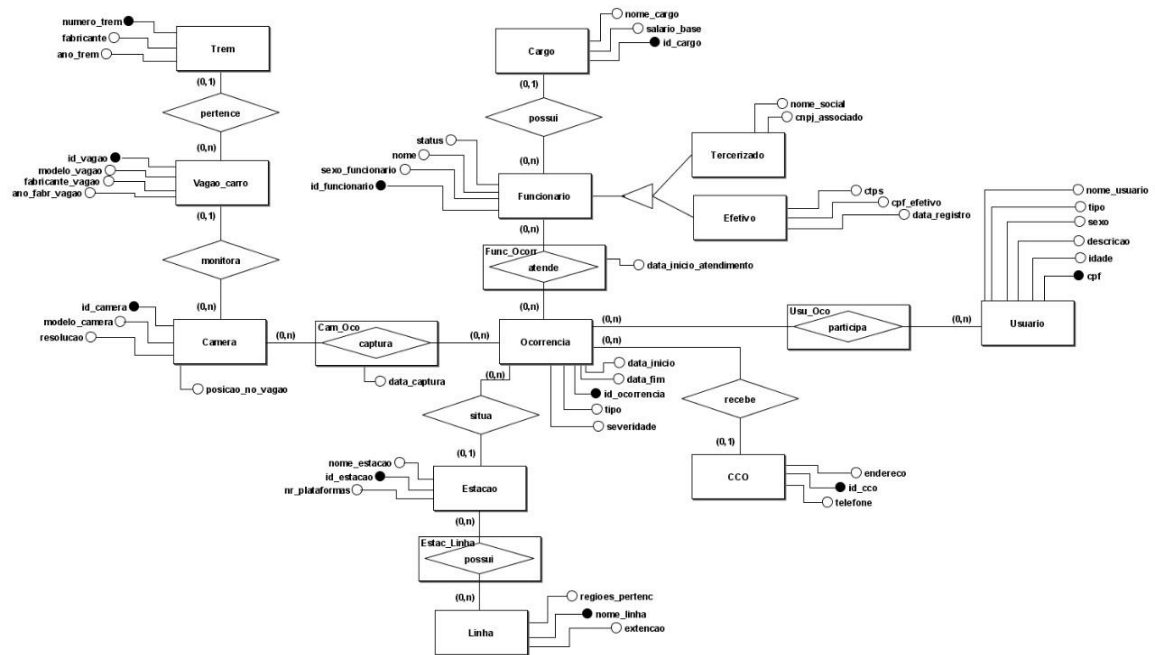 numero_trem
fabricante
ano_trem
Trem
(0,1)
pertence
(0,n)
id_vagao
modelo_vagao
fabricante_vagao
ano_fabr_vagao
Vagao_carro
(0,1)
monitora
(0,n)
id_camera
modelo_camera
resolucao
Camera
posicao_no_vagao
(0,n)
Cam_Oco
captura
data_captura
(0,n)
nome_cargo
salario_base
id_cargo
Cargo
(0,1)
possui
(0,n)
status
nome
sexo_funcionario
id_funcionario
Funcionario
nome_social
cnpj_associado
Tercerizado
ctps
cpf_efetivo
data_registro
Efetivo
(0,n)
Func_Ocorr
atende
data_inicio_atendimento
(0,n)
Ocorrencia
data_inicio
data_fim
id_ocorrencia
tipo
severidade
(0,n)
Usu_Oco
participa
(0,n)
nome_usuario
tipo
sexo
descricao
idade
cpf
Usuario
(0,n)
recebe
(0,1)
CCO
endereco
id_cco
telefone
(0,n)
situa
(0,1)
nome_estacao
id_estacao
nr_plataformas
Estacao
(0,n)
Estac_Linha
possui
(0,n)
regioes_pertenc
nome_linha
extencao
Linha